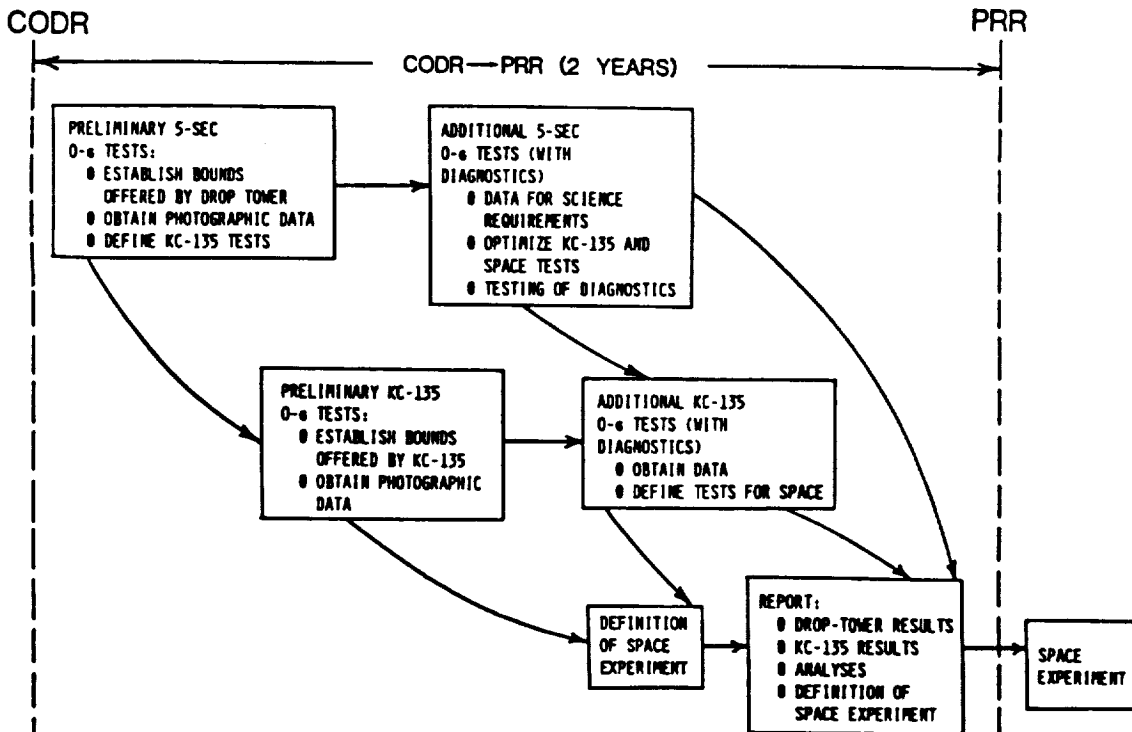 CODR
PRR
CODR→PRR (2 YEARS)
PRELIMINARY 5-SEC
0-G TESTS:
● ESTABLISH BOUNDS
OFFERED BY DROP TOWER
● OBTAIN PHOTOGRAPHIC DATA
● DEFINE KC-135 TESTS
ADDITIONAL 5-SEC
0-G TESTS (WITH
DIAGNOSTICS)
● DATA FOR SCIENCE
REQUIREMENTS
● OPTIMIZE KC-135 AND
SPACE TESTS
● TESTING OF DIAGNOSTICS
PRELIMINARY KC-135
0-G TESTS:
● ESTABLISH BOUNDS
OFFERED BY KC-135
● OBTAIN PHOTOGRAPHIC
DATA
ADDITIONAL KC-135
0-G TESTS (WITH
DIAGNOSTICS)
● OBTAIN DATA
● DEFINE TESTS FOR SPACE
DEFINITION
OF SPACE
EXPERIMENT
REPORT:
● DROP-TOWER RESULTS
● KC-135 RESULTS
● ANALYSES
● DEFINITION OF
SPACE EXPERIMENT
SPACE
EXPERIMENT